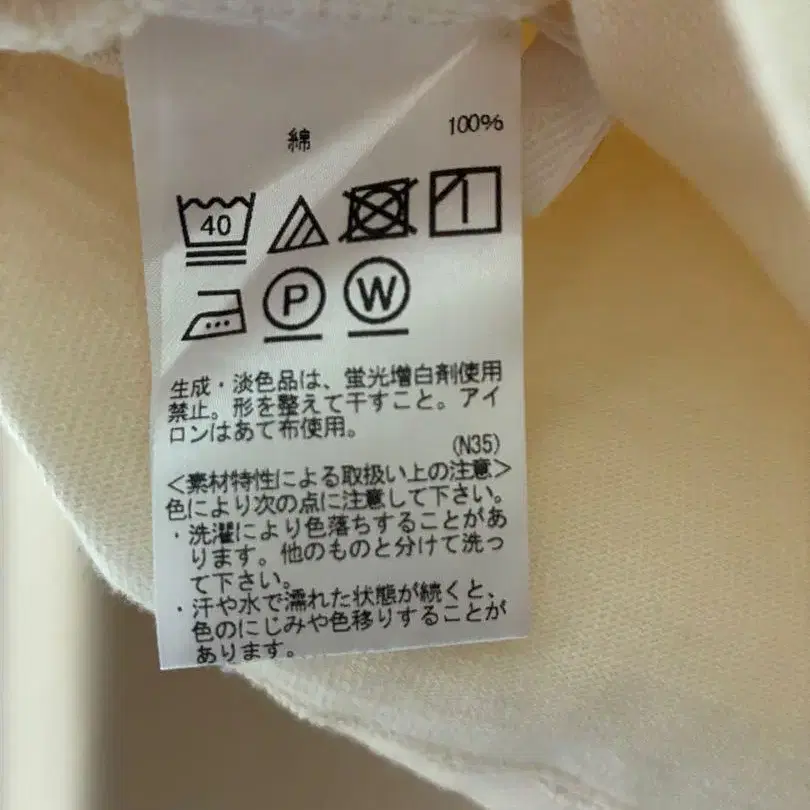 綿 100%
40
P W
生成・淡色品は、蛍光増白剤使用
禁止。形を整えて干すこと。アイ
ロンはあて布使用。
(N35)
<素材特性による取扱い上の注意>
色により次の点に注意して下さい。
・洗濯により色落ちすることがあ
ります。他のものと分けて洗っ
て下さい。
・汗や水で濡れた状態が続くと、
色のにじみや色移りすることが
あります。